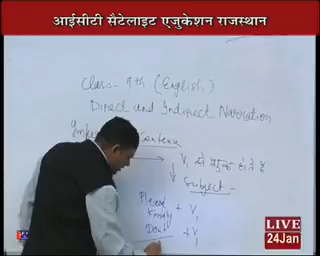 आईसीटी सैटेलाइट एजुकेशन राजस्थान
Class - 9th (English)
Direct and Indirect Narration
Sentence
→ V₁ से शुरू होते हैं
↓ Subject -
Please
Kindly + V₁
Don't + V₁
LIVE
24Jan